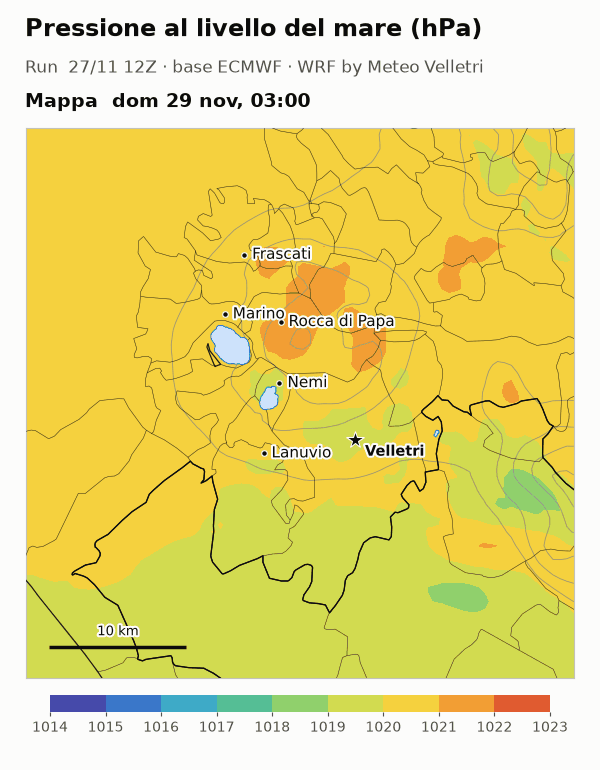 Pressione al livello del mare (hPa)
Run 27/11 12Z · base ECMWF · WRF by Meteo Velletri
Mappa dom 29 nov, 03:00
Frascati
Marino
Rocca di Papa
Nemi
Velletri
Lanuvio
10 km
1014 1015 1016 1017 1018 1019 1020 1021 1022 1023